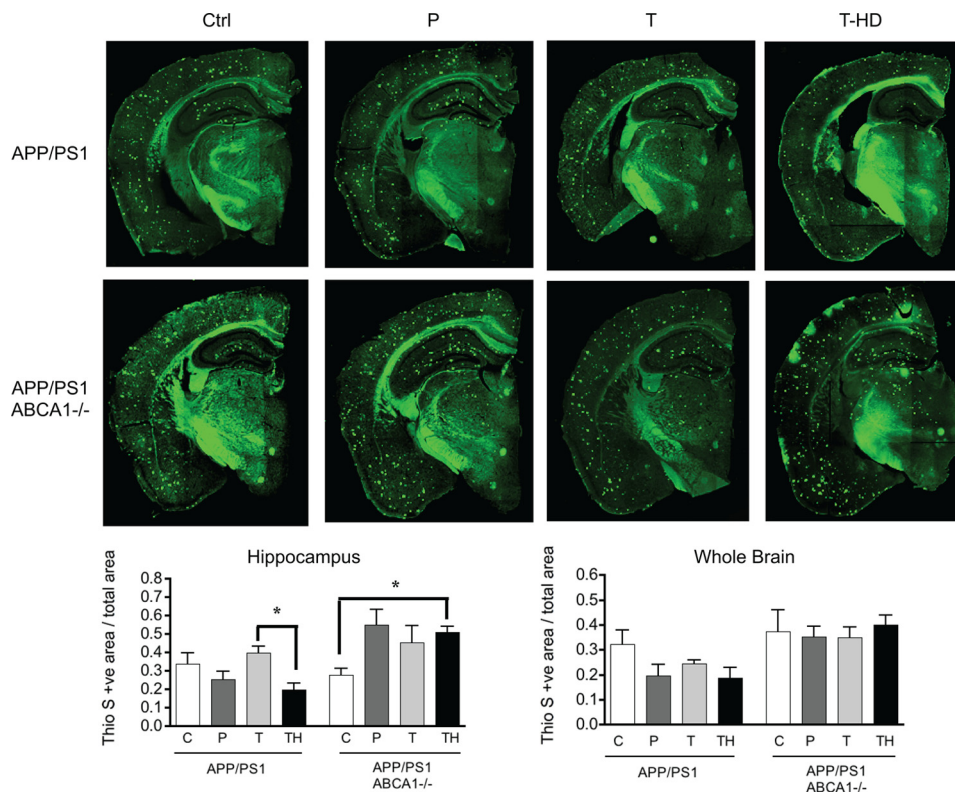 Ctrl P T T-HD
APP/PS1
APP/PS1
ABCA1-/-
Hippocampus
Thio S +ve area / total area
0.8
0.7
0.6
0.5
0.4
0.3
0.2
0.1
0.0
*
*
C P T TH C P T TH
APP/PS1 APP/PS1
ABCA1-/-
Whole Brain
Thio S +ve area / total area
0.6
0.5
0.4
0.3
0.2
0.1
0.0
C P T TH C P T TH
APP/PS1 APP/PS1
ABCA1-/-